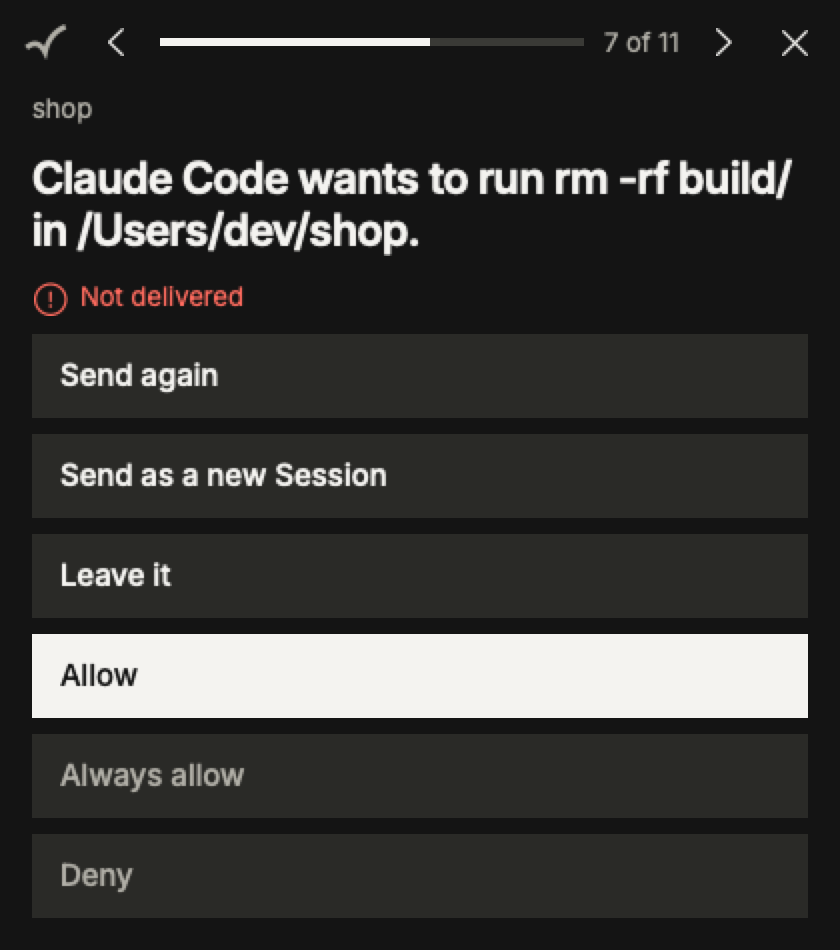 7 of 11
shop
Claude Code wants to run rm -rf build/
in /Users/dev/shop.
Not delivered
Send again
Send as a new Session
Leave it
Allow
Always allow
Deny